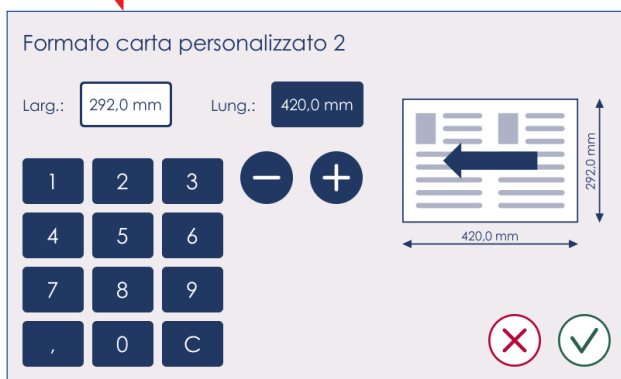 Formato carta personalizzato 2
Larg.: 292,0 mm Lung.: 420,0 mm
1 2 3 − +
4 5 6
7 8 9
, 0 C
292,0 mm
420,0 mm